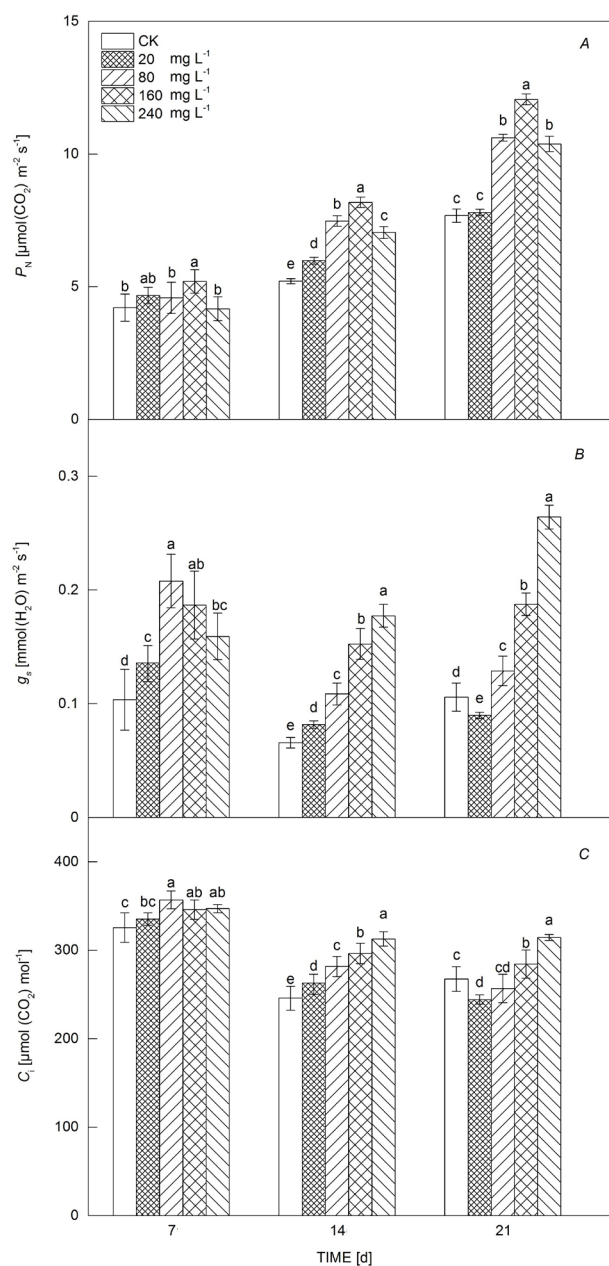 15
10
5
0
P_N [µmol(CO₂) m⁻² s⁻¹]
CK
20 mg L⁻¹
80 mg L⁻¹
160 mg L⁻¹
240 mg L⁻¹
A
b ab b a b
e d b a c
c c b a b
0.3
0.2
0.1
0
g_s [mmol(H₂O) m⁻² s⁻¹]
B
d c a ab bc
e d c b a
d e c b a
400
300
200
100
0
C_i [µmol (CO₂) mol⁻¹]
C
c bc a ab ab
e d c b a
c d cd b a
7 14 21
TIME [d]